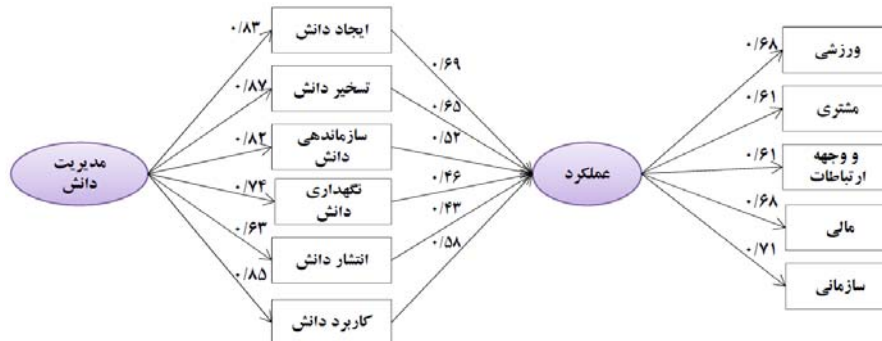 ایجاد دانش
تسخیر دانش
سازماندهی
دانش
نگهداری
دانش
انتشار دانش
کاربرد دانش
مدیریت
دانش
عملکرد
ورزشی
مشتری
و وجهه
ارتباطات
مالی
سازمانی
۰/۸۳
۰/۸۷
۰/۸۲
۰/۷۴
۰/۶۳
۰/۸۵
۰/۶۹
۰/۶۵
۰/۵۲
۰/۴۶
۰/۴۳
۰/۵۸
۰/۶۸
۰/۶۱
۰/۶۱
۰/۶۸
۰/۷۱